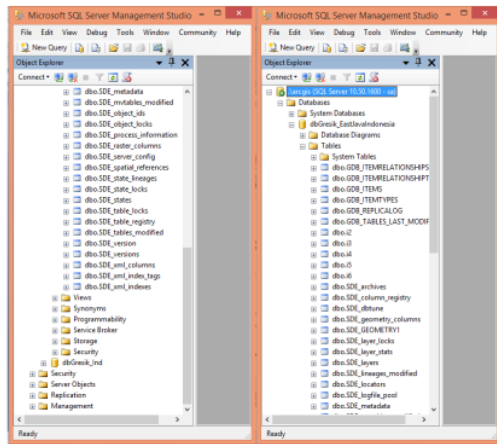 Microsoft SQL Server Management Studio
File Edit View Debug Tools Window Community Help
New Query
Object Explorer
Connect
dbo.SDE_metadata
dbo.SDE_mvtables_modified
dbo.SDE_object_ids
dbo.SDE_object_locks
dbo.SDE_process_information
dbo.SDE_raster_columns
dbo.SDE_server_config
dbo.SDE_spatial_references
dbo.SDE_state_lineages
dbo.SDE_state_locks
dbo.SDE_states
dbo.SDE_table_locks
dbo.SDE_table_registry
dbo.SDE_tables_modified
dbo.SDE_version
dbo.SDE_versions
dbo.SDE_xml_columns
dbo.SDE_xml_index_tags
dbo.SDE_xml_indexes
Views
Synonyms
Programmability
Service Broker
Storage
Security
dbGresik_Ind
Security
Server Objects
Replication
Management
Ready
Microsoft SQL Server Management Studio
File Edit View Debug Tools Window Community Help
New Query
Object Explorer
Connect
.\arcgis (SQL Server 10.50.1600 - sa)
Databases
System Databases
dbGresik_EastJavaIndonesia
Database Diagrams
Tables
System Tables
dbo.GDB_ITEMRELATIONSHIPS
dbo.GDB_ITEMRELATIONSHIPT
dbo.GDB_ITEMS
dbo.GDB_ITEMTYPES
dbo.GDB_REPLICALOG
dbo.GDB_TABLES_LAST_MODIF
dbo.i2
dbo.i3
dbo.i4
dbo.i5
dbo.i6
dbo.SDE_archives
dbo.SDE_column_registry
dbo.SDE_dbtune
dbo.SDE_geometry_columns
dbo.SDE_GEOMETRY1
dbo.SDE_layer_locks
dbo.SDE_layer_stats
dbo.SDE_layers
dbo.SDE_lineages_modified
dbo.SDE_locators
dbo.SDE_logfile_pool
dbo.SDE_metadata
Ready